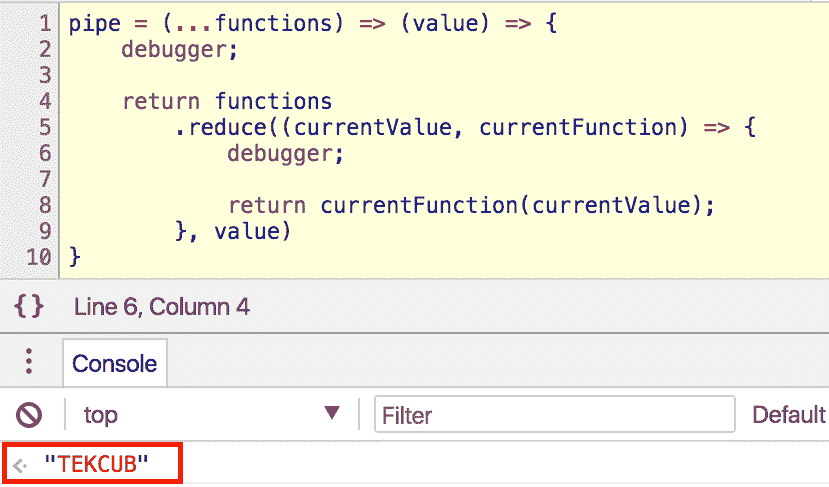 1 pipe = (...functions) => (value) => {
2     debugger;
3
4     return functions
5         .reduce((currentValue, currentFunction) => {
6             debugger;
7
8             return currentFunction(currentValue);
9         }, value)
10 }
{} Line 6, Column 4
Console
top ▼ Filter Default
"TEKCUB"